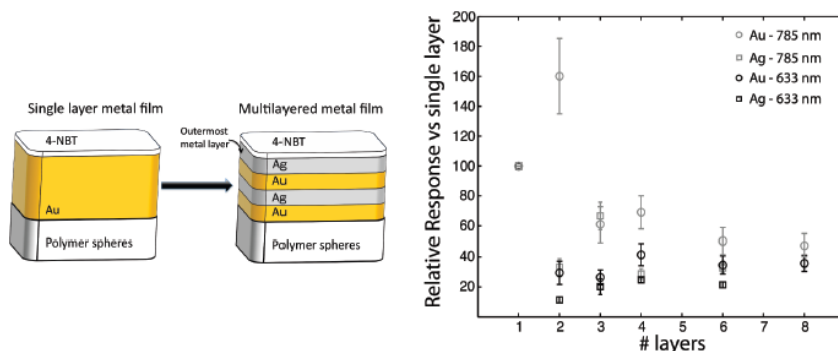 Single layer metal film
4-NBT
Au
Polymer spheres
Multilayered metal film
Outermost
metal layer
4-NBT
Ag
Au
Ag
Au
Polymer spheres
Relative Response vs single layer
200
180
160
140
120
100
80
60
40
20
Au - 785 nm
Ag - 785 nm
Au - 633 nm
Ag - 633 nm
1 2 3 4 5 6 7 8
# layers